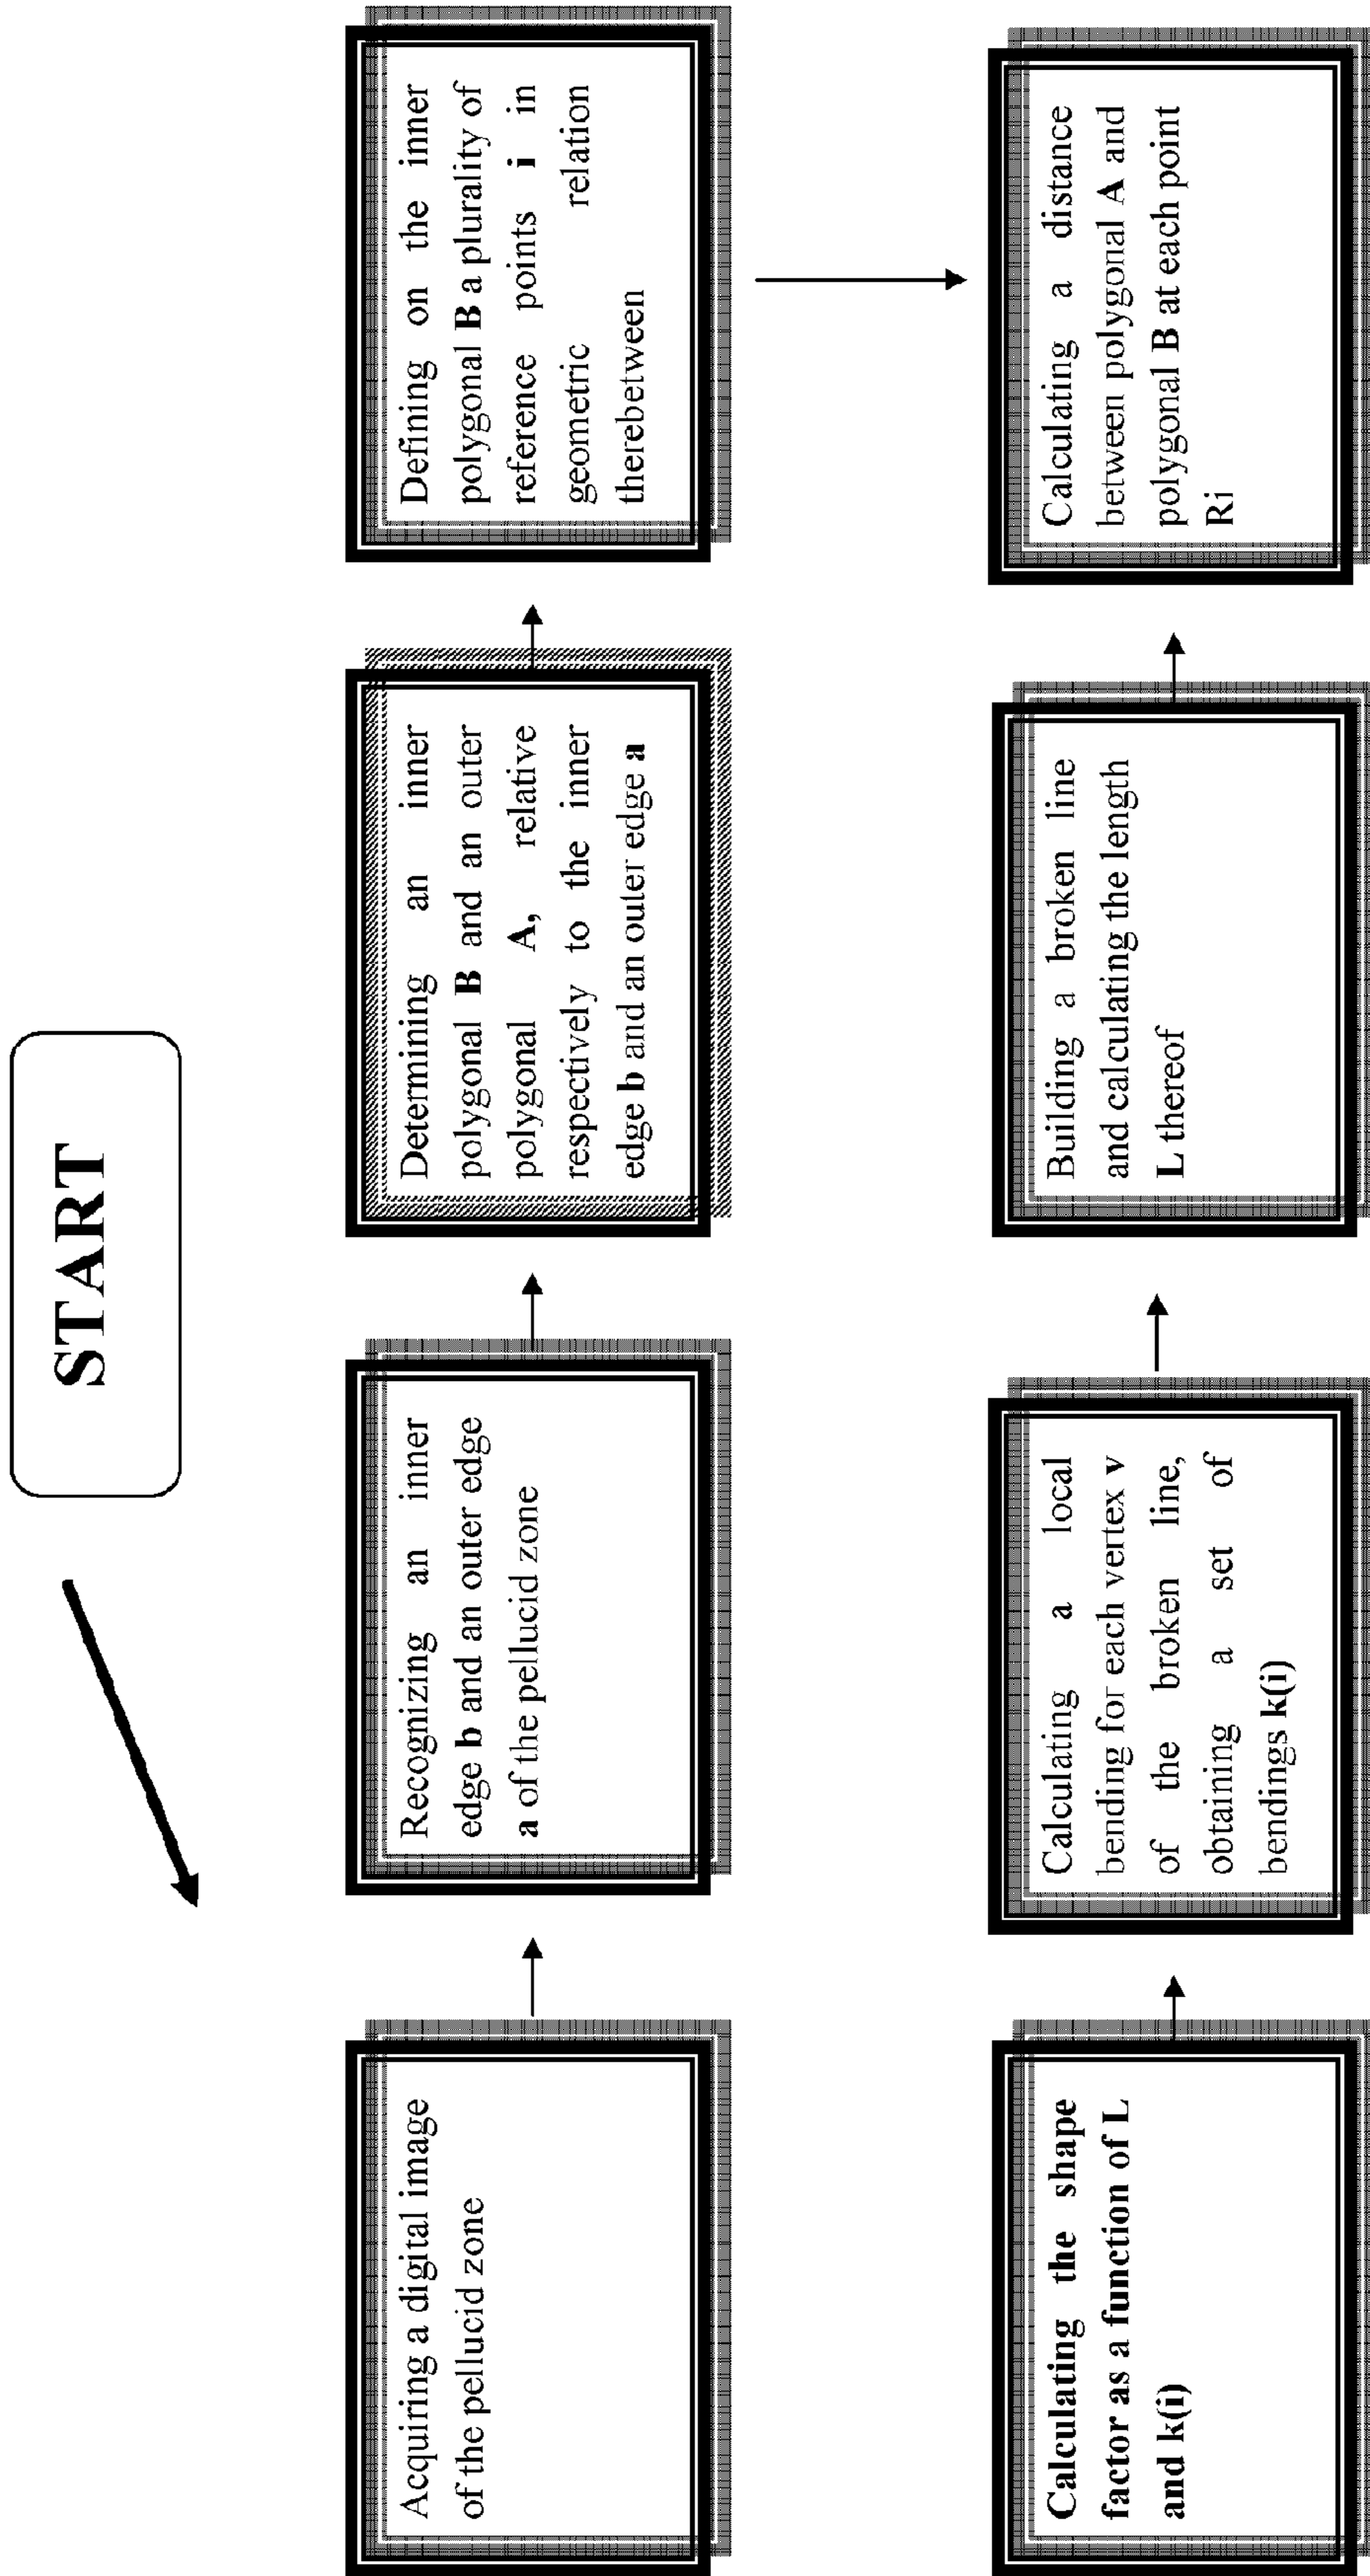 START
Acquiring a digital image
of the pellucid zone
Recognizing an inner
edge b and an outer edge
a of the pellucid zone
Determining an inner
polygonal B and an outer
polygonal A, relative
respectively to the inner
edge b and an outer edge a
Defining on the inner
polygonal B a plurality of
reference points i in
geometric relation
therebetween
Calculating the shape
factor as a function of L
and k(i)
Calculating a local
bending for each vertex v
of the broken line,
obtaining a set of
bendings k(i)
Building a broken line
and calculating the length
L thereof
Calculating a distance
between polygonal A and
polygonal B at each point
Ri